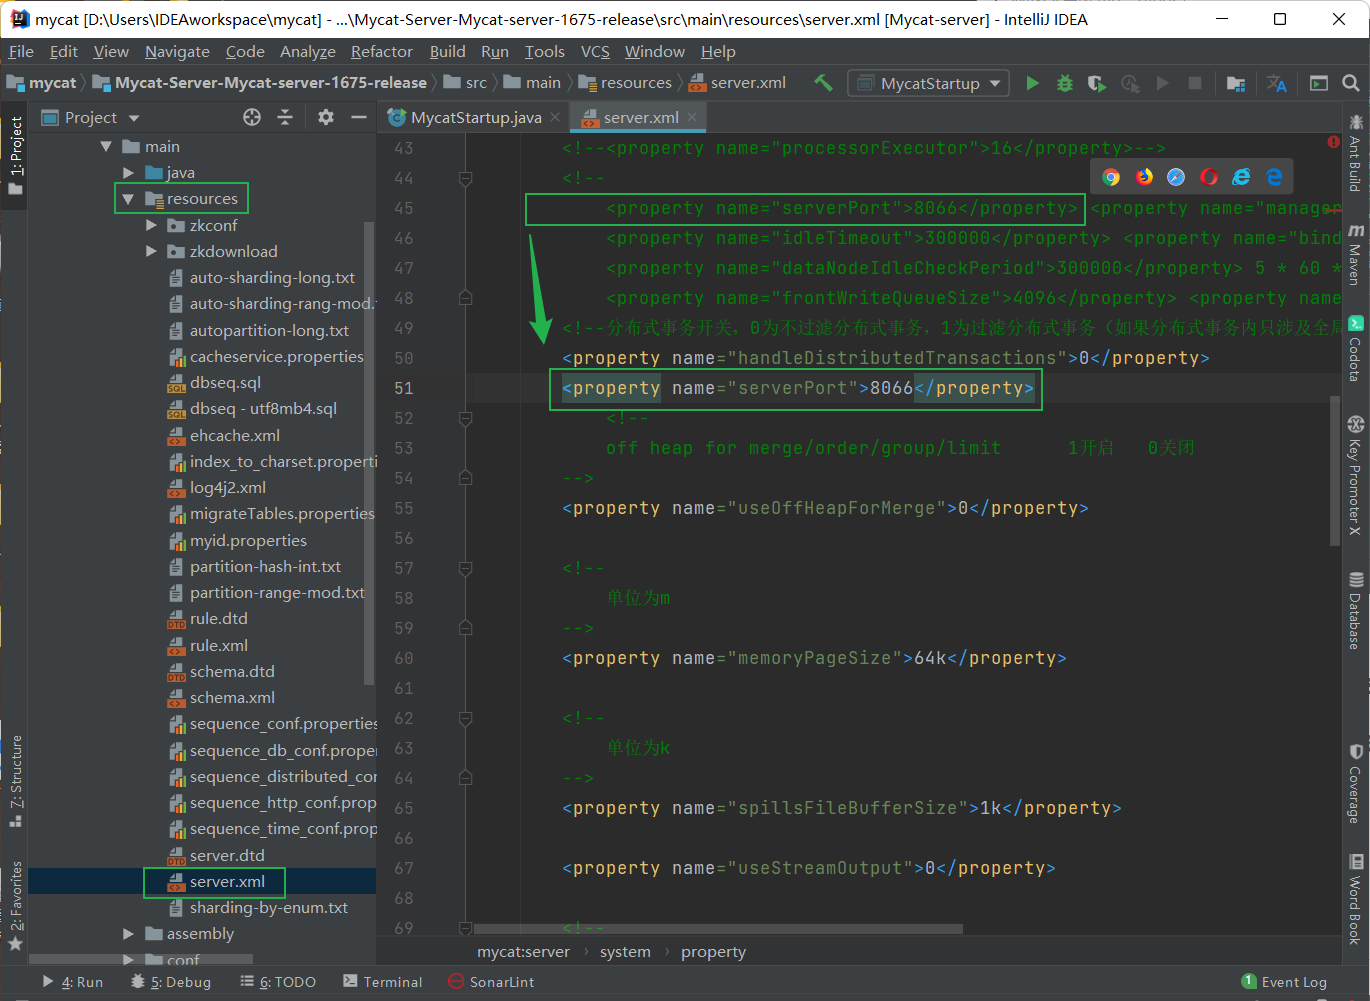 mycat [D:\Users\IDEAworkspace\mycat] - ...\Mycat-Server-Mycat-server-1675-release\src\main\resources\server.xml [Mycat-server] - IntelliJ IDEA
File Edit View Navigate Code Analyze Refactor Build Run Tools VCS Window Help
mycat Mycat-Server-Mycat-server-1675-release src main resources server.xml MycatStartup
Project
MycatStartup.java server.xml
1: Project
7: Structure
2: Favorites
main
java
resources
zkconf
zkdownload
auto-sharding-long.txt
auto-sharding-rang-mod.
autopartition-long.txt
cacheservice.properties
dbseq.sql
dbseq - utf8mb4.sql
ehcache.xml
index_to_charset.properti
log4j2.xml
migrateTables.properties
myid.properties
partition-hash-int.txt
partition-range-mod.txt
rule.dtd
rule.xml
schema.dtd
schema.xml
sequence_conf.properties
sequence_db_conf.proper
sequence_distributed_co
sequence_http_conf.prop
sequence_time_conf.prop
server.dtd
server.xml
sharding-by-enum.txt
assembly
conf
43 <!--<property name="processorExecutor">16</property>-->
44 <!--
45 <property name="serverPort">8066</property> <property name="manager
46 <property name="idleTimeout">300000</property> <property name="bind
47 <property name="dataNodeIdleCheckPeriod">300000</property> 5 * 60 *
48 <property name="frontWriteQueueSize">4096</property> <property name
49 <!--分布式事务开关，0为不过滤分布式事务，1为过滤分布式事务（如果分布式事务内只涉及全局
50 <property name="handleDistributedTransactions">0</property>
51 <property name="serverPort">8066</property>
52 <!--
53 off heap for merge/order/group/limit 1开启 0关闭
54 -->
55 <property name="useOffHeapForMerge">0</property>
56
57 <!--
58 单位为m
59 -->
60 <property name="memoryPageSize">64k</property>
61
62 <!--
63 单位为k
64 -->
65 <property name="spillsFileBufferSize">1k</property>
66
67 <property name="useStreamOutput">0</property>
68
69 <!--
mycat:server system property
Ant Build
Maven
Codota
Key Promoter X
Database
Coverage
Word Book
4: Run 5: Debug 6: TODO Terminal SonarLint 1 Event Log